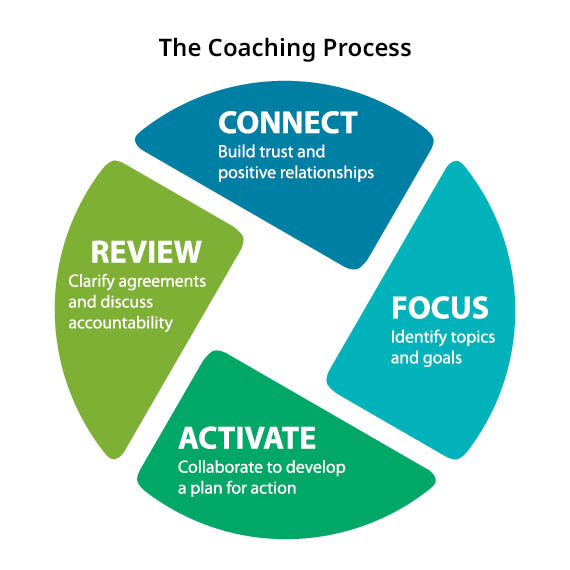 The Coaching Process
CONNECT
Build trust and
positive relationships
FOCUS
Identify topics
and goals
ACTIVATE
Collaborate to develop
a plan for action
REVIEW
Clarify agreements
and discuss
accountability